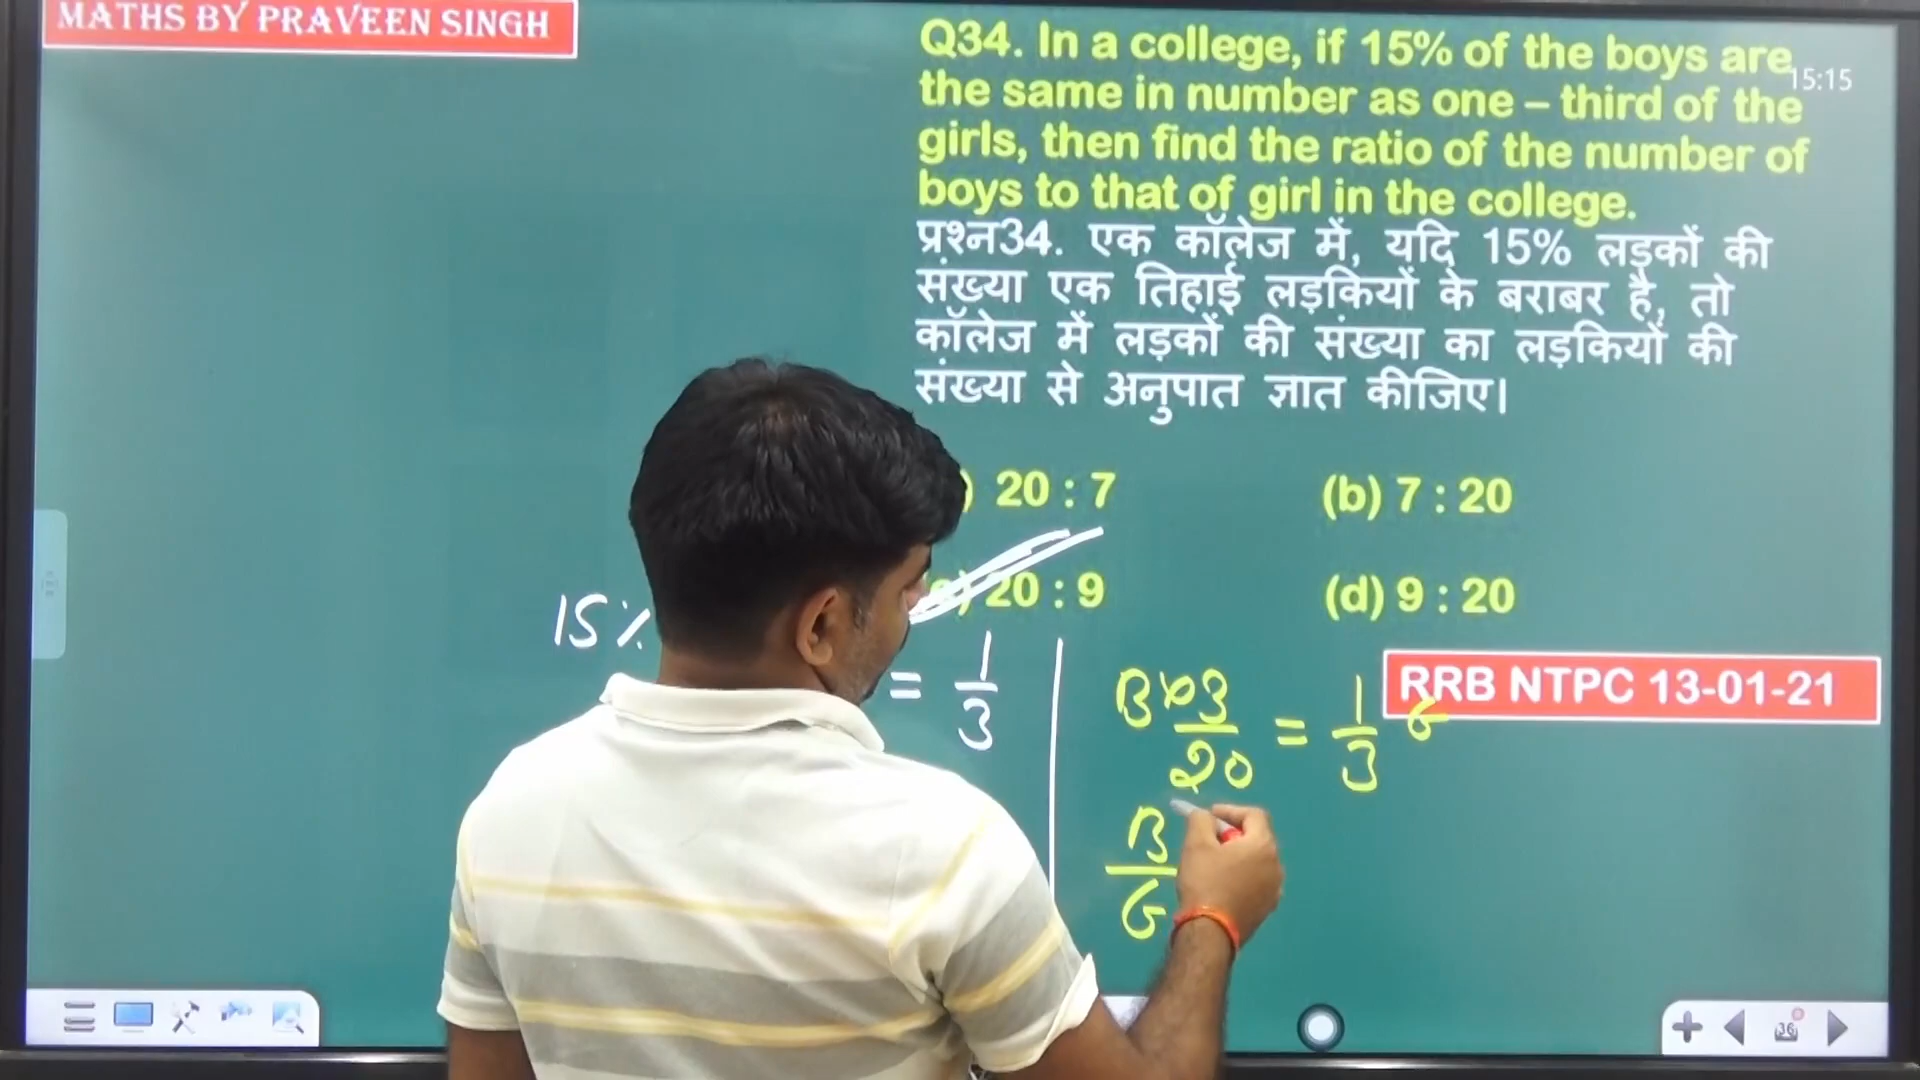 MATHS BY PRAVEEN SINGH
Q34. In a college, if 15% of the boys are
15:15
the same in number as one – third of the
girls, then find the ratio of the number of
boys to that of girl in the college.
प्रश्न34. एक कॉलेज में, यदि 15% लड़कों की
संख्या एक तिहाई लड़कियों के बराबर है, तो
कॉलेज में लड़कों की संख्या का लड़कियों की
संख्या से अनुपात ज्ञात कीजिए।
) 20 : 7
(b) 7 : 20
20 : 9
(d) 9 : 20
15%
= 1/3
RRB NTPC 13-01-21
B×3/20 = 1/3 G
B/G
36